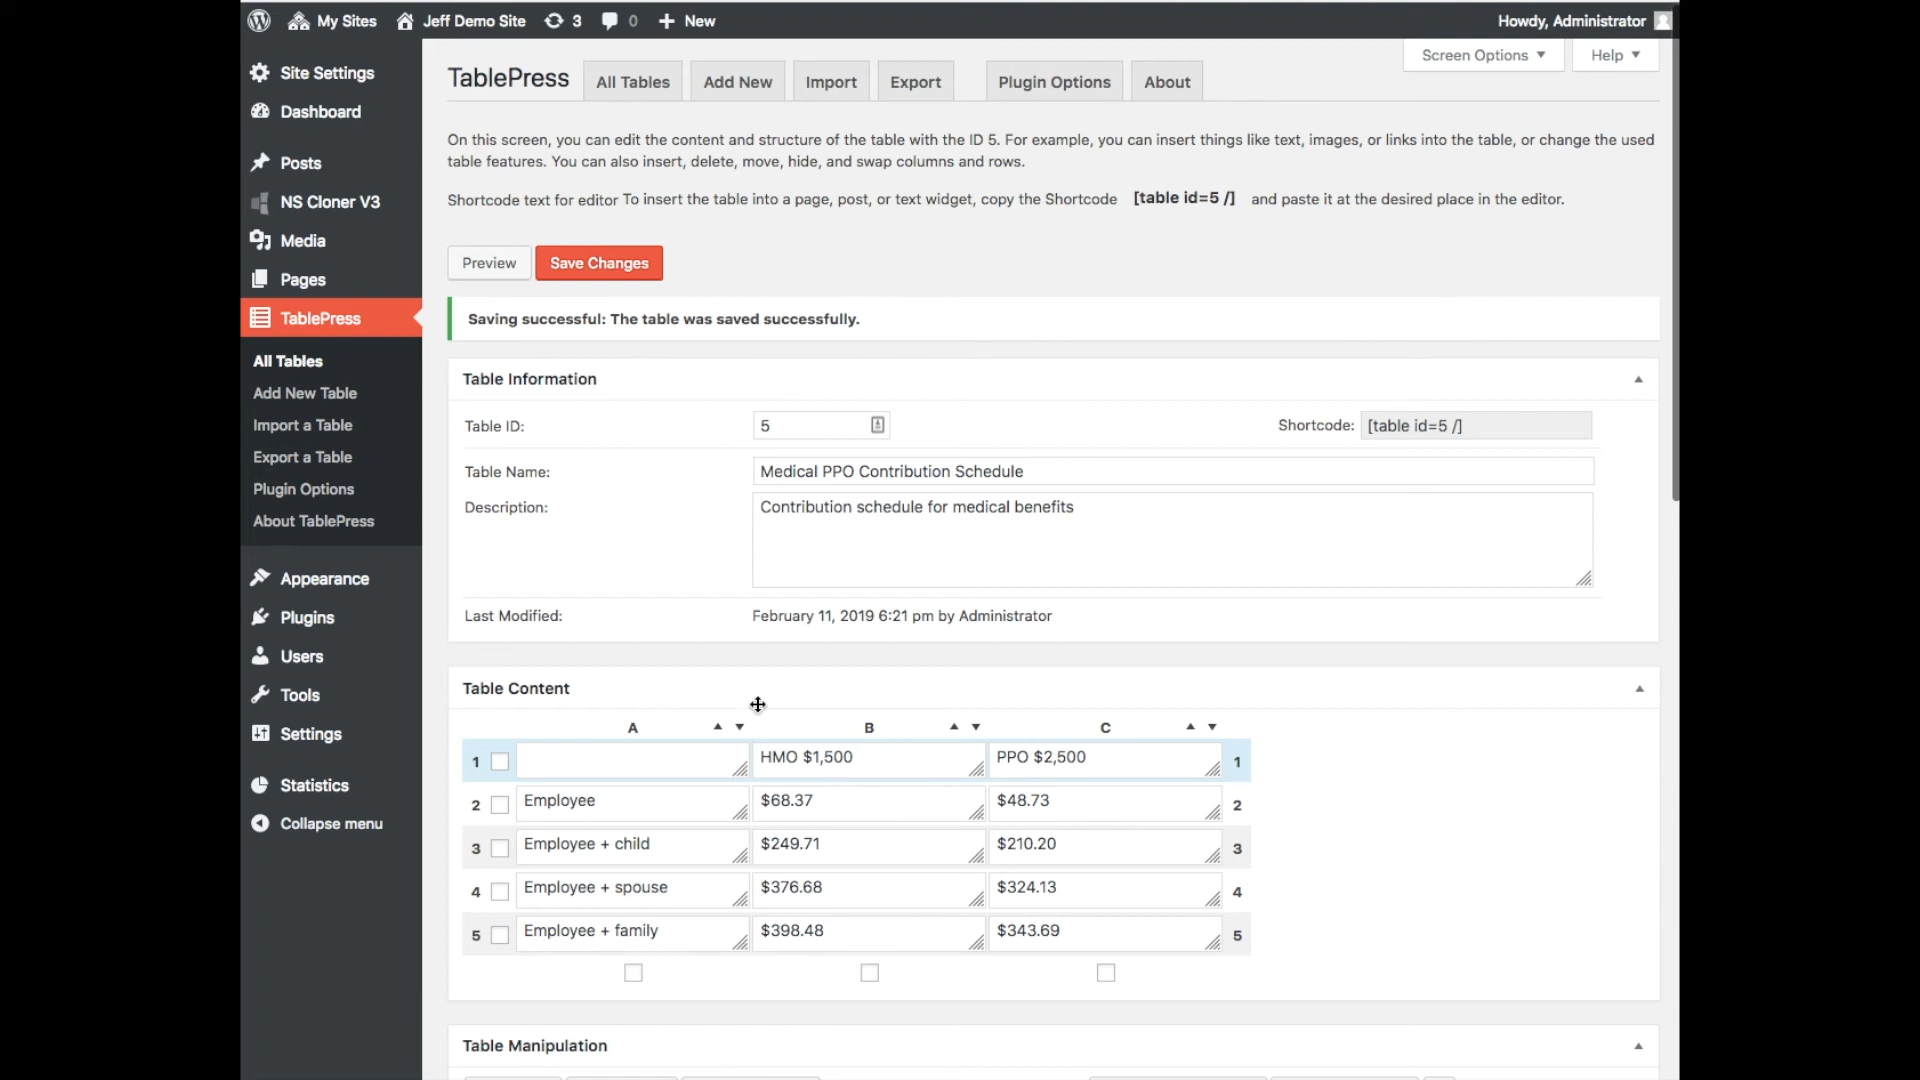 My Sites Jeff Demo Site 3 0 New Howdy, Administrator
Screen Options Help
Site Settings
Dashboard
Posts
NS Cloner V3
Media
Pages
TablePress
All Tables
Add New Table
Import a Table
Export a Table
Plugin Options
About TablePress
Appearance
Plugins
Users
Tools
Settings
Statistics
Collapse menu
TablePress All Tables Add New Import Export Plugin Options About
On this screen, you can edit the content and structure of the table with the ID 5. For example, you can insert things like text, images, or links into the table, or change the used
table features. You can also insert, delete, move, hide, and swap columns and rows.
Shortcode text for editor To insert the table into a page, post, or text widget, copy the Shortcode [table id=5 /] and paste it at the desired place in the editor.
Preview Save Changes
Saving successful: The table was saved successfully.
Table Information
Table ID: 5 Shortcode: [table id=5 /]
Table Name: Medical PPO Contribution Schedule
Description: Contribution schedule for medical benefits
Last Modified: February 11, 2019 6:21 pm by Administrator
Table Content
A B C
1 HMO $1,500 PPO $2,500 1
2 Employee $68.37 $48.73 2
3 Employee + child $249.71 $210.20 3
4 Employee + spouse $376.68 $324.13 4
5 Employee + family $398.48 $343.69 5
Table Manipulation